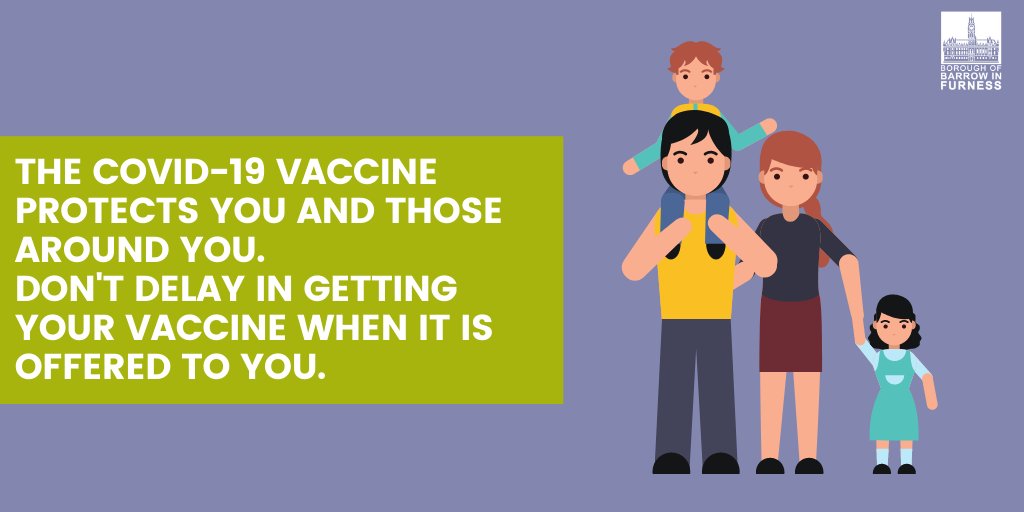 THE COVID-19 VACCINE
PROTECTS YOU AND THOSE
AROUND YOU.
DON'T DELAY IN GETTING
YOUR VACCINE WHEN IT IS
OFFERED TO YOU.
BOROUGH OF
BARROW IN
FURNESS